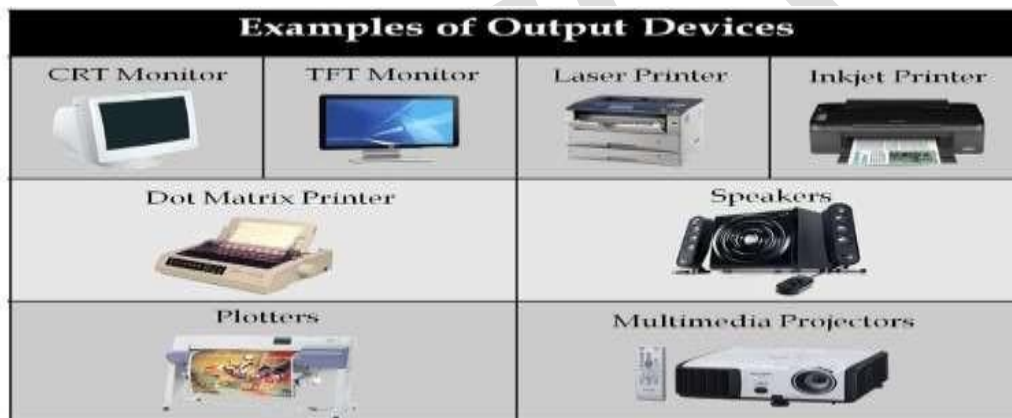 Examples of Output Devices
CRT Monitor
TFT Monitor
Laser Printer
Inkjet Printer
Dot Matrix Printer
Speakers
Plotters
Multimedia Projectors